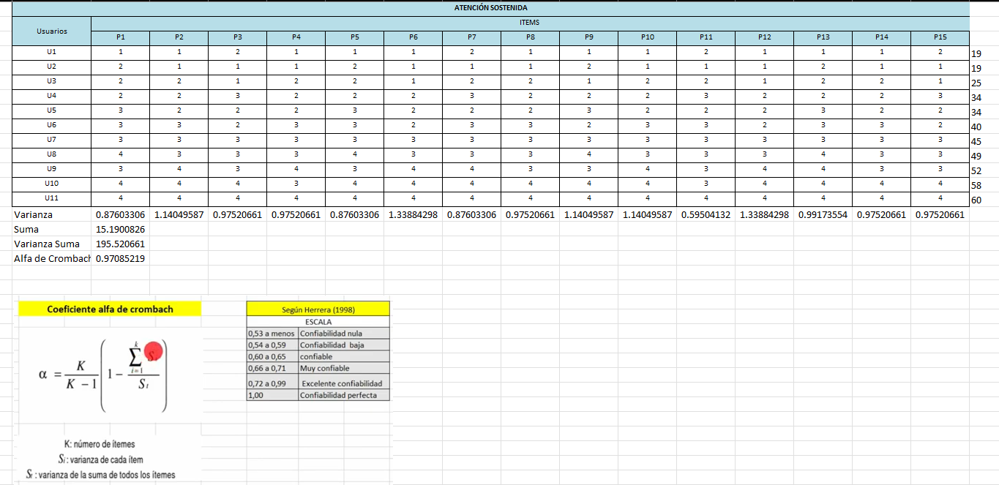 ATENCIÓN SOSTENIDA
Usuarios ITEMS
P1 P2 P3 P4 P5 P6 P7 P8 P9 P10 P11 P12 P13 P14 P15
U1 1 1 2 1 1 1 2 1 1 1 2 1 1 1 2 19
U2 2 1 1 1 2 1 1 1 2 1 1 1 2 1 1 19
U3 2 2 1 2 2 1 2 2 1 2 2 1 2 2 1 25
U4 2 2 3 2 2 2 3 2 2 2 3 2 2 2 3 34
U5 3 2 2 2 3 2 2 2 3 2 2 2 3 2 2 34
U6 3 3 2 3 3 2 3 3 2 3 3 2 3 3 2 40
U7 3 3 3 3 3 3 3 3 3 3 3 3 3 3 3 45
U8 4 3 3 3 4 3 3 3 4 3 3 3 4 3 3 49
U9 3 4 3 4 3 4 4 3 3 4 3 4 4 3 3 52
U10 4 4 4 3 4 4 4 4 4 4 3 4 4 4 4 58
U11 4 4 4 4 4 4 4 4 4 4 4 4 4 4 4 60
Varianza 0.87603306 1.14049587 0.97520661 0.97520661 0.87603306 1.33884298 0.87603306 0.97520661 1.14049587 1.14049587 0.59504132 1.33884298 0.99173554 0.97520661 0.97520661
Suma 15.1900826
Varianza Suma 195.520661
Alfa de Crombach 0.97085219
Coeficiente alfa de crombach
α = K / (K − 1) (1 − ∑ i=1 k S / St)
K: número de ítemes
Si : varianza de cada ítem
St : varianza de la suma de todos los ítemes
Según Herrera (1998)
ESCALA
0,53 a menos Confiabilidad nula
0,54 a 0,59 Confiabilidad baja
0,60 a 0,65 confiable
0,66 a 0,71 Muy confiable
0,72 a 0,99 Excelente confiabilidad
1,00 Confiabilidad perfecta